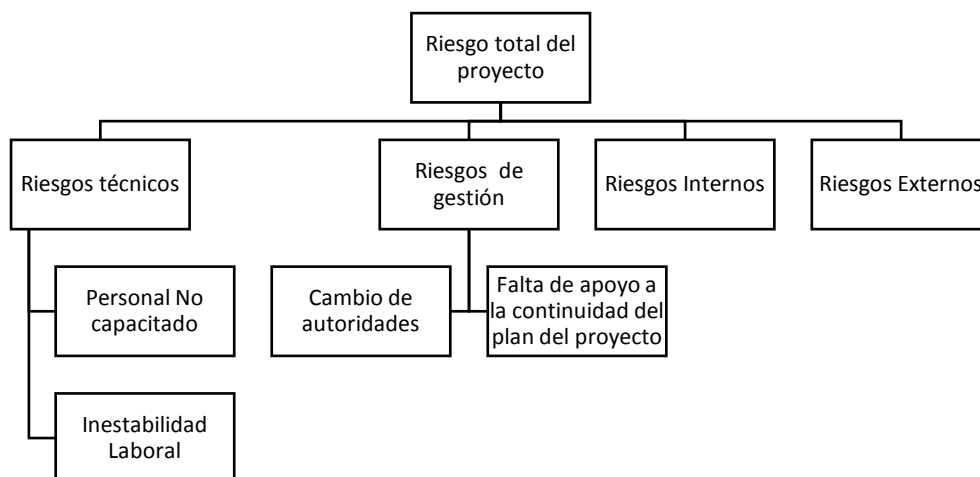 Riesgo total del
proyecto
Riesgos técnicos
Riesgos de
gestión
Riesgos Internos
Riesgos Externos
Personal No
capacitado
Cambio de
autoridades
Falta de apoyo a
la continuidad del
plan del proyecto
Inestabilidad
Laboral